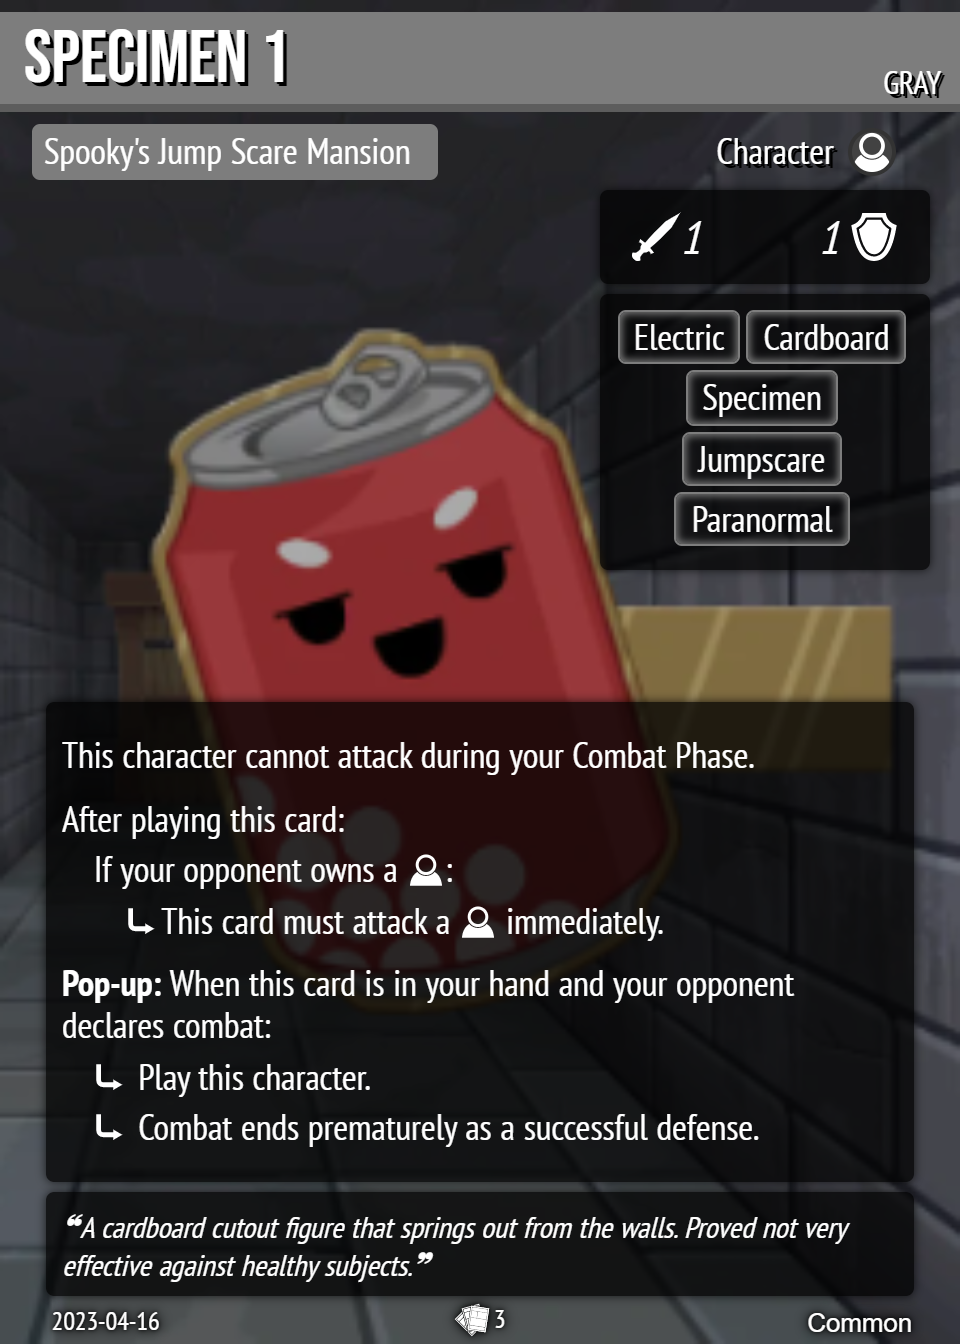 SPECIMEN 1
GRAY
Spooky's Jump Scare Mansion
Character
1 1
Electric Cardboard
Specimen
Jumpscare
Paranormal
This character cannot attack during your Combat Phase.
After playing this card:
If your opponent owns a :
This card must attack a immediately.
Pop-up: When this card is in your hand and your opponent
declares combat:
Play this character.
Combat ends prematurely as a successful defense.
❝A cardboard cutout figure that springs out from the walls. Proved not very
effective against healthy subjects.❞
2023-04-16 3 Common